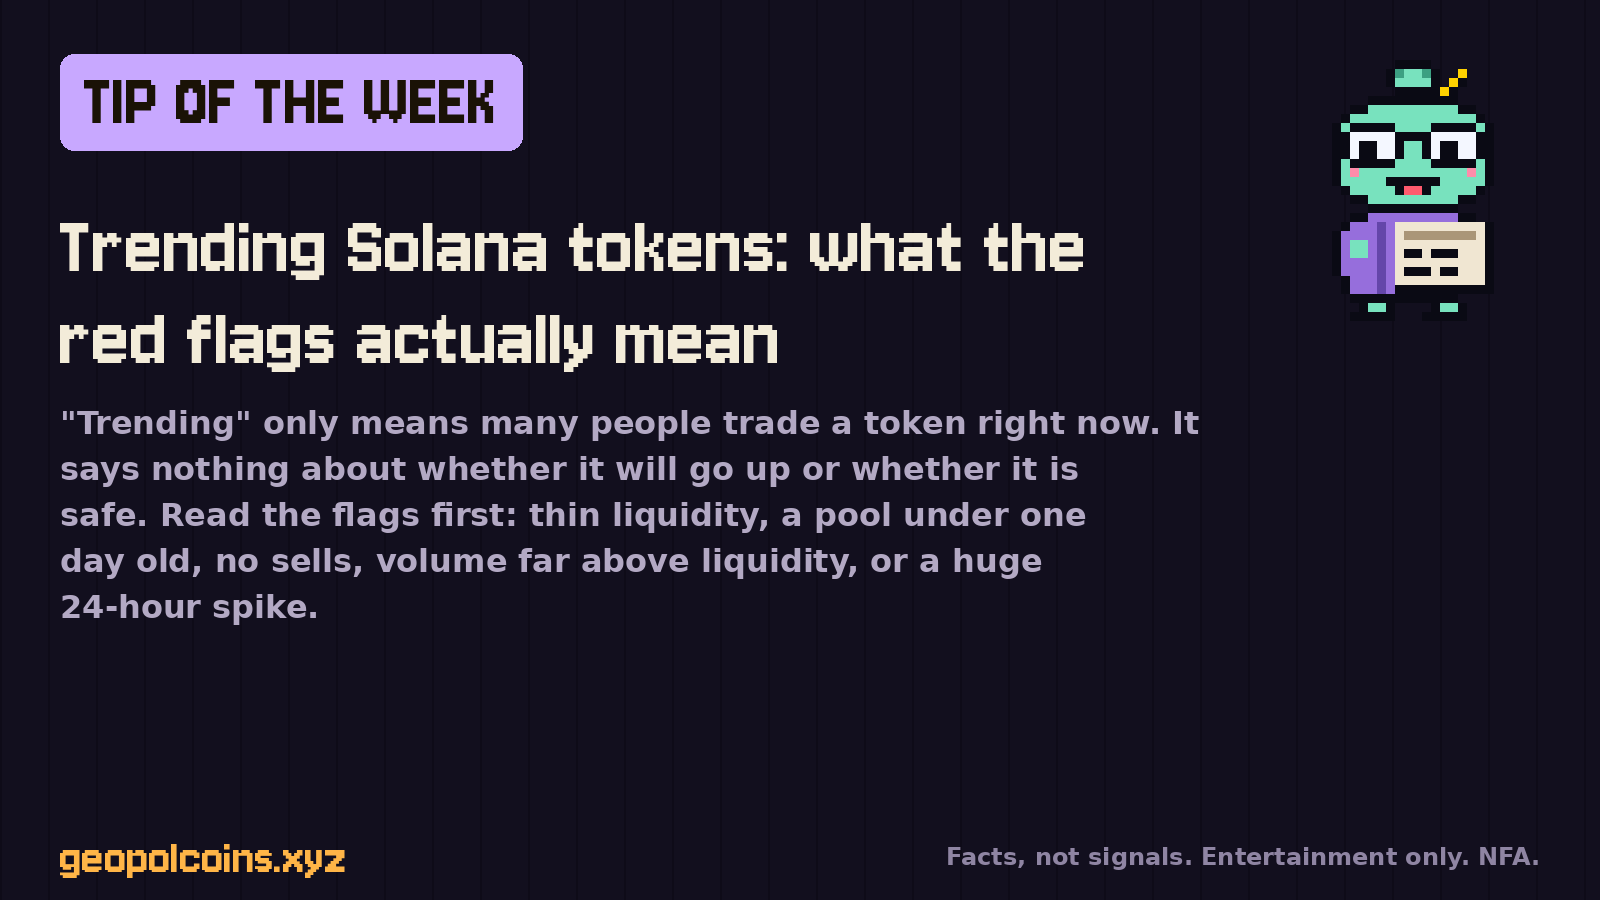 TIP OF THE WEEK
Trending Solana tokens: what the
red flags actually mean
"Trending" only means many people trade a token right now. It
says nothing about whether it will go up or whether it is
safe. Read the flags first: thin liquidity, a pool under one
day old, no sells, volume far above liquidity, or a huge
24-hour spike.
geopolcoins.xyz
Facts, not signals. Entertainment only. NFA.